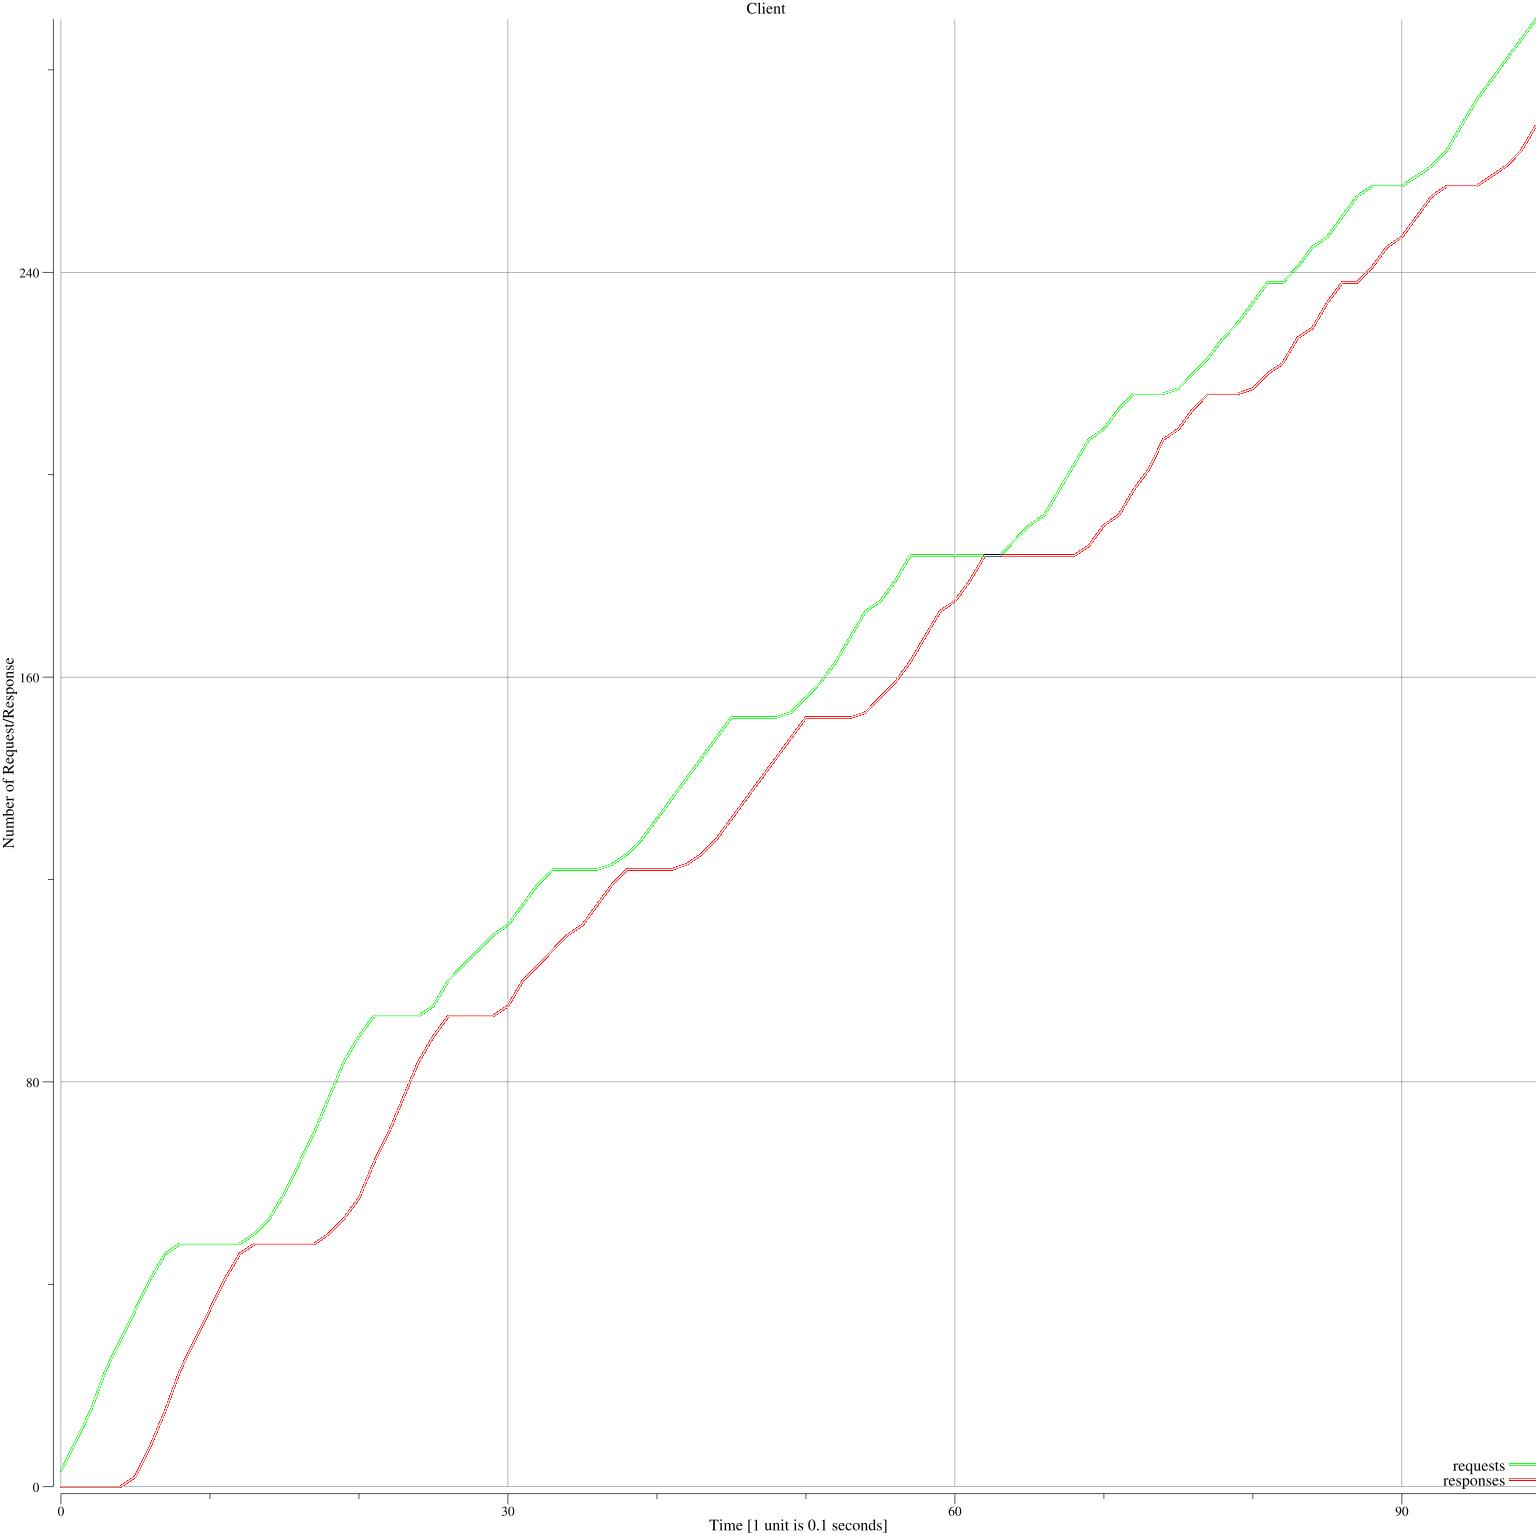 Client
Number of Request/Response
240
160
80
0
0
30
60
90
Time [1 unit is 0.1 seconds]
requests
responses